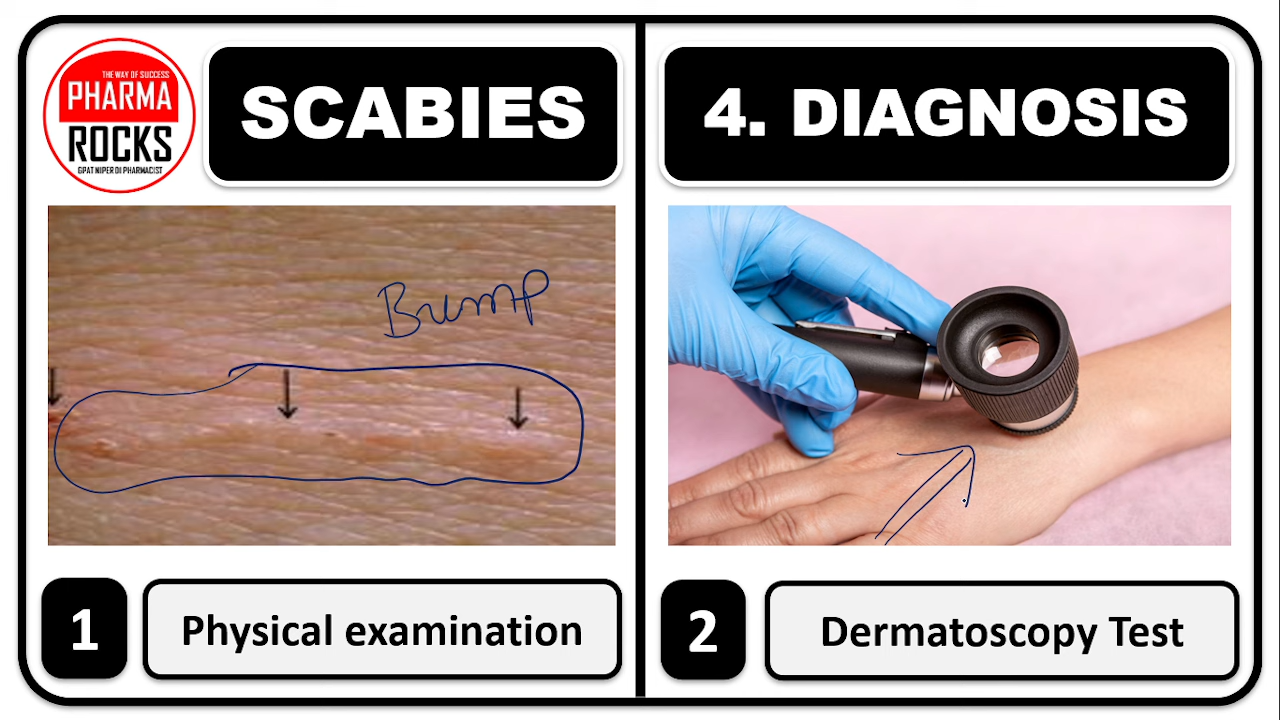 THE WAY OF SUCCESS
PHARMA
ROCKS
GPAT NIPER DI PHARMACIST
SCABIES
4. DIAGNOSIS
Bump
1
Physical examination
2
Dermatoscopy Test